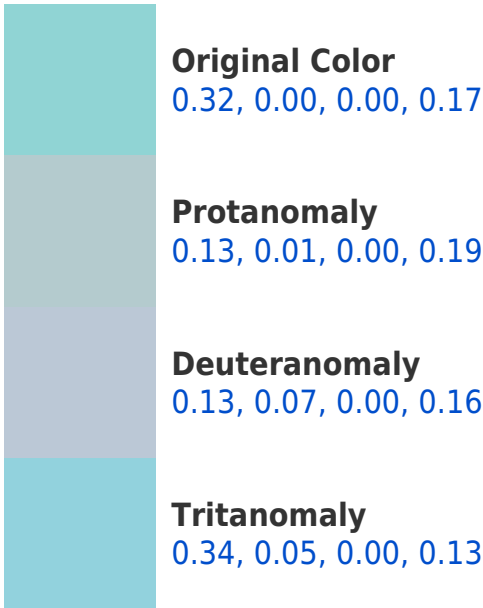 Original Color
0.32, 0.00, 0.00, 0.17
Protanomaly
0.13, 0.01, 0.00, 0.19
Deuteranomaly
0.13, 0.07, 0.00, 0.16
Tritanomaly
0.34, 0.05, 0.00, 0.13